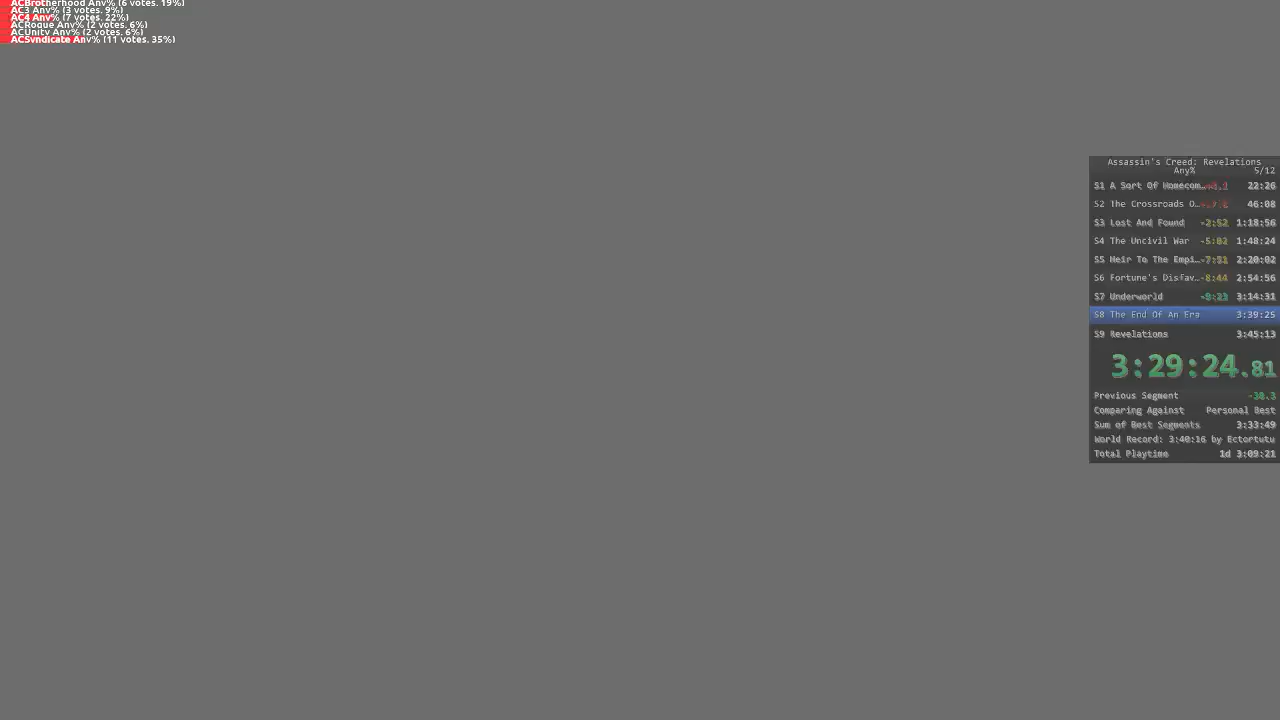 ACBrotherhood Any% (6 votes, 19%)
AC3 Any% (3 votes, 9%)
AC4 Any% (7 votes, 22%)
ACRogue Any% (2 votes, 6%)
ACUnity Any% (2 votes, 6%)
ACSyndicate Any% (11 votes, 35%)
Assassin's Creed: Revelations
Any% 5/12
S1 A Sort Of Homecom… 22:26
S2 The Crossroads O… 46:08
S3 Lost And Found -2:52 1:18:56
S4 The Uncivil War -5:02 1:48:24
S5 Heir To The Empi… -7:51 2:20:02
S6 Fortune's Disfav… -8:44 2:54:56
S7 Underworld -9:23 3:14:31
S8 The End Of An Era 3:39:25
S9 Revelations 3:45:13
3:29:24.81
Previous Segment -38.3
Comparing Against Personal Best
Sum of Best Segments 3:33:49
World Record: 3:40:16 by Ectortutu
Total Playtime 1d 3:09:21